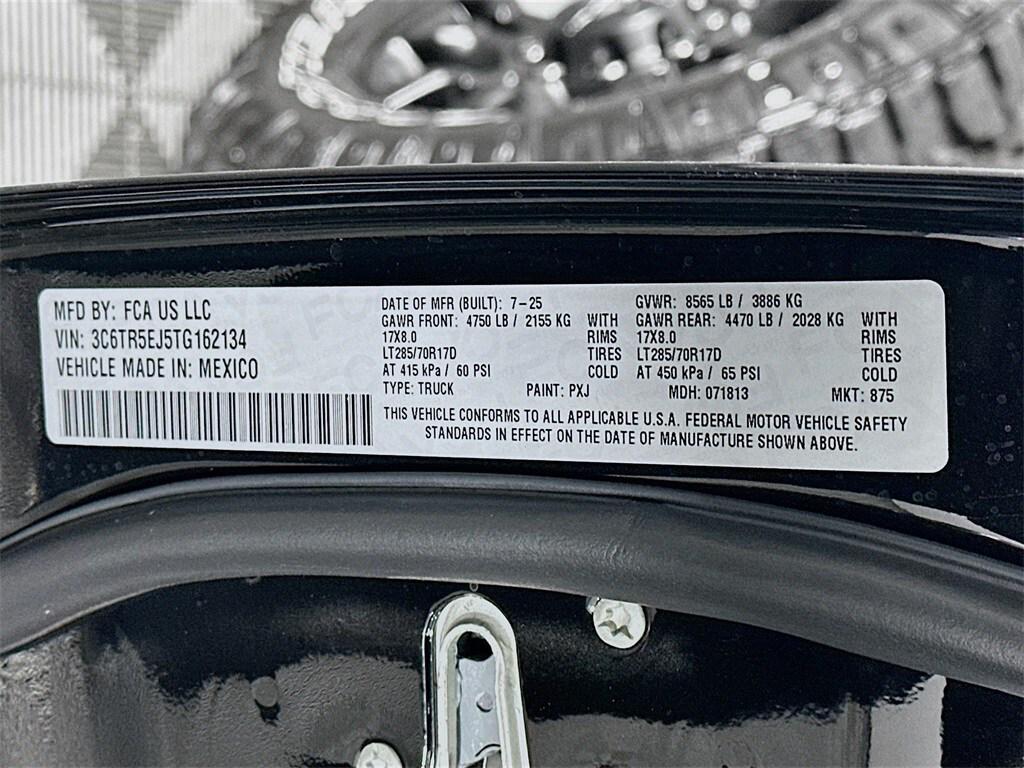 MFD BY: FCA US LLC
VIN: 3C6TR5EJ5TG162134
VEHICLE MADE IN: MEXICO
DATE OF MFR (BUILT): 7-25
GAWR FRONT: 4750 LB / 2155 KG WITH
17X8.0 RIMS
LT285/70R17D TIRES
AT 415 kPa / 60 PSI COLD
GVWR: 8565 LB / 3886 KG
GAWR REAR: 4470 LB / 2028 KG WITH
17X8.0 RIMS
LT285/70R17D TIRES
AT 450 kPa / 65 PSI COLD
TYPE: TRUCK PAINT: PXJ MDH: 071813 MKT: 875
THIS VEHICLE CONFORMS TO ALL APPLICABLE U.S.A. FEDERAL MOTOR VEHICLE SAFETY
STANDARDS IN EFFECT ON THE DATE OF MANUFACTURE SHOWN ABOVE.